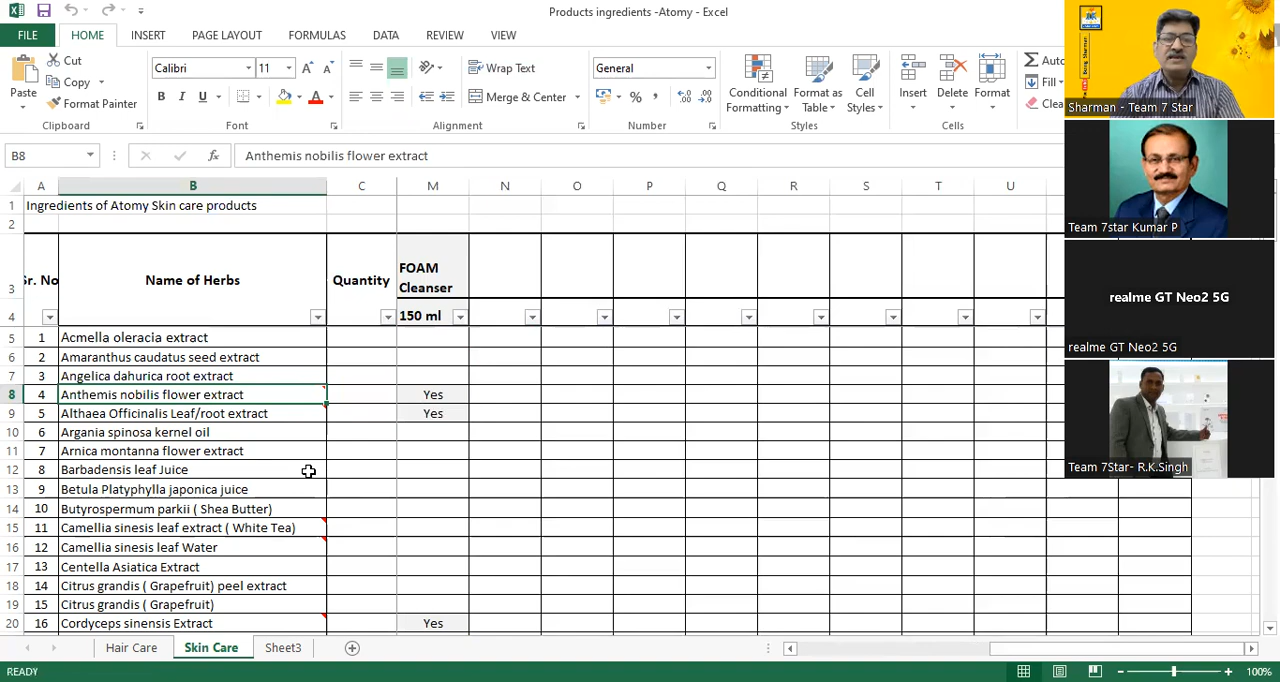 Products ingredients -Atomy - Excel
FILE HOME INSERT PAGE LAYOUT FORMULAS DATA REVIEW VIEW
Cut
Copy
Format Painter
Paste
Clipboard
Calibri 11
B I U
Font
Wrap Text
Merge & Center
Alignment
General
%
Number
Conditional Formatting
Format as Table
Cell Styles
Styles
Insert Delete Format
Cells
Auto
Fill
Clea
B8 fx Anthemis nobilis flower extract
A B C M N O P Q R S T U
1 Ingredients of Atomy Skin care products
2
3 Sr. No Name of Herbs Quantity FOAM Cleanser
4 150 ml
5 1 Acmella oleracia extract
6 2 Amaranthus caudatus seed extract
7 3 Angelica dahurica root extract
8 4 Anthemis nobilis flower extract Yes
9 5 Althaea Officinalis Leaf/root extract Yes
10 6 Argania spinosa kernel oil
11 7 Arnica montanna flower extract
12 8 Barbadensis leaf Juice
13 9 Betula Platyphylla japonica juice
14 10 Butyrospermum parkii ( Shea Butter)
15 11 Camellia sinesis leaf extract ( White Tea)
16 12 Camellia sinesis leaf Water
17 13 Centella Asiatica Extract
18 14 Citrus grandis ( Grapefruit) peel extract
19 15 Citrus grandis ( Grapefruit)
20 16 Cordyceps sinensis Extract Yes
Hair Care Skin Care Sheet3
READY 100%
Sharman - Team 7 Star
Team 7star Kumar P
realme GT Neo2 5G
realme GT Neo2 5G
Team 7Star- R.K.Singh